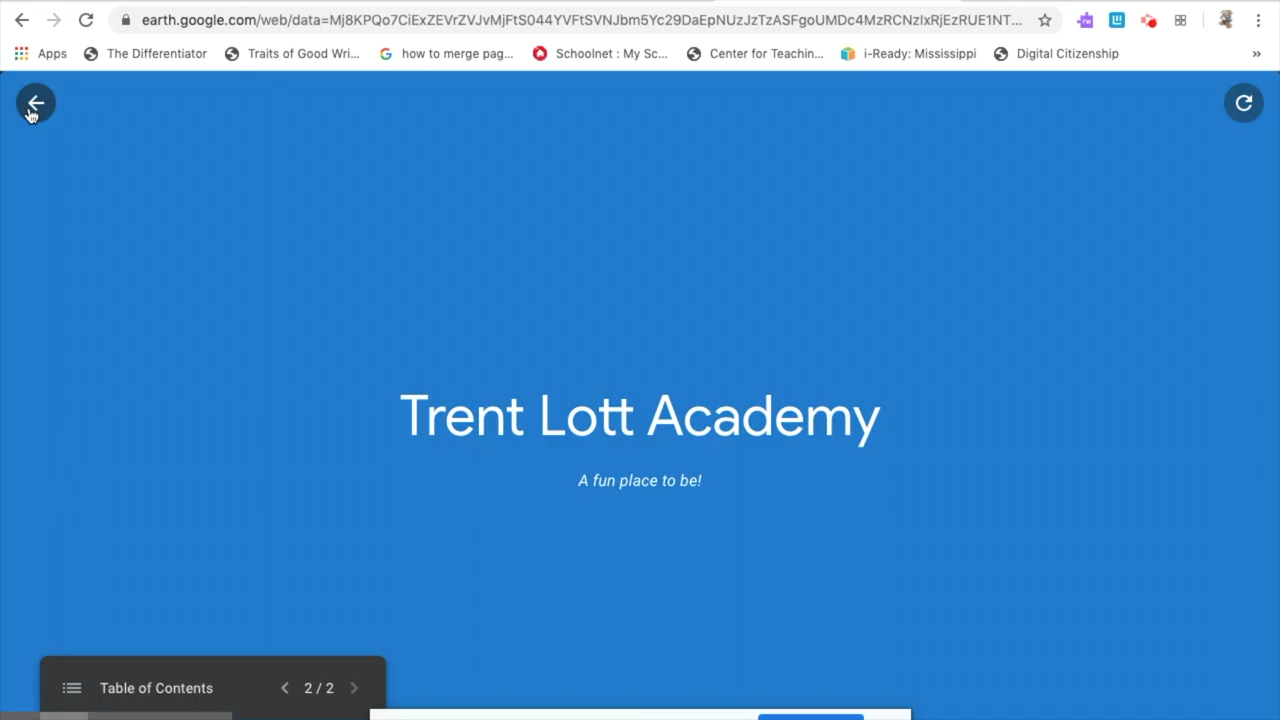 earth.google.com/web/data=Mj8KPQo7CiExZEVrZVJvMjFtS044YVFtSVNJbm5Yc29DaEpNUzJzTzASFgoUMDc4MzRCNzIxRjEzRUE1NT...
Apps The Differentiator Traits of Good Wri... how to merge pag... Schoolnet : My Sc... Center for Teachin... i-Ready: Mississippi Digital Citizenship »
Trent Lott Academy
A fun place to be!
Table of Contents 2 / 2